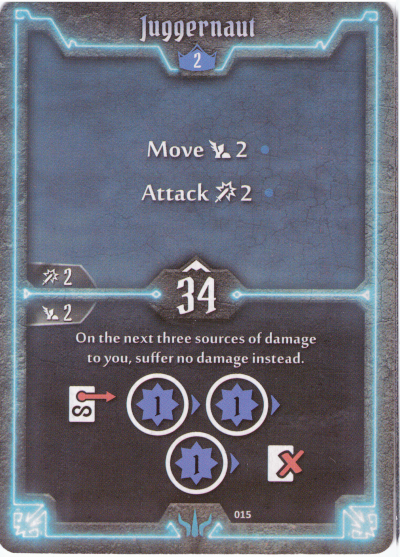 Juggernaut
2
Move 2
Attack 2
2
34
2
On the next three sources of damage
to you, suffer no damage instead.
S
1 1
1
015